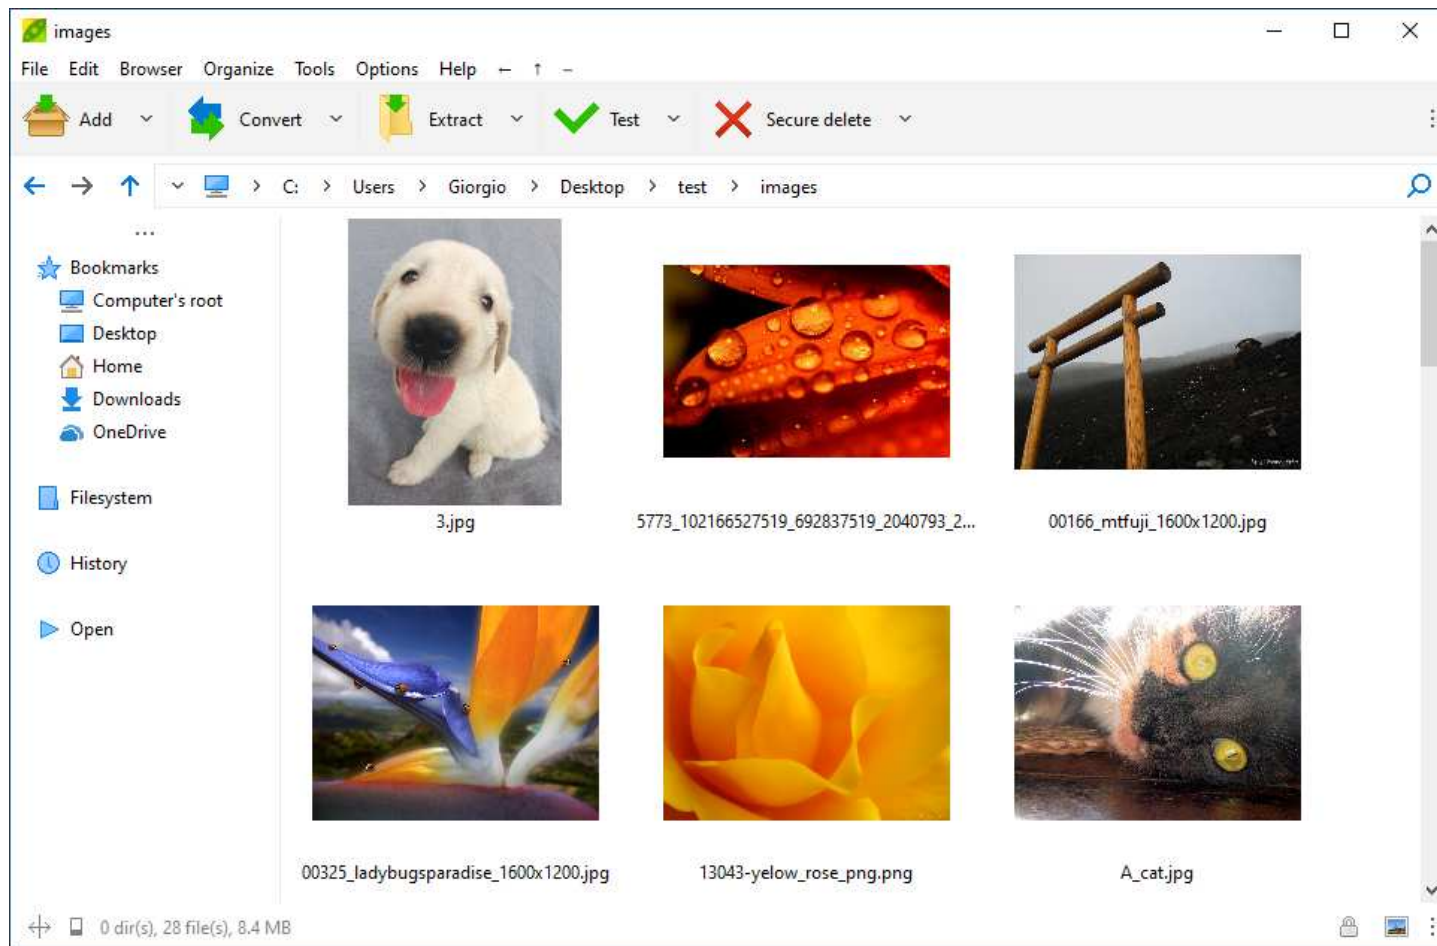 images
File Edit Browser Organize Tools Options Help
Add Convert Extract Test Secure delete
C: > Users > Giorgio > Desktop > test > images
...
Bookmarks
Computer's root
Desktop
Home
Downloads
OneDrive
Filesystem
History
Open
3.jpg 5773_102166527519_692837519_2040793_2... 00166_mtfuji_1600x1200.jpg
00325_ladybugsparadise_1600x1200.jpg 13043-yelow_rose_png.png A_cat.jpg
0 dir(s), 28 file(s), 8.4 MB